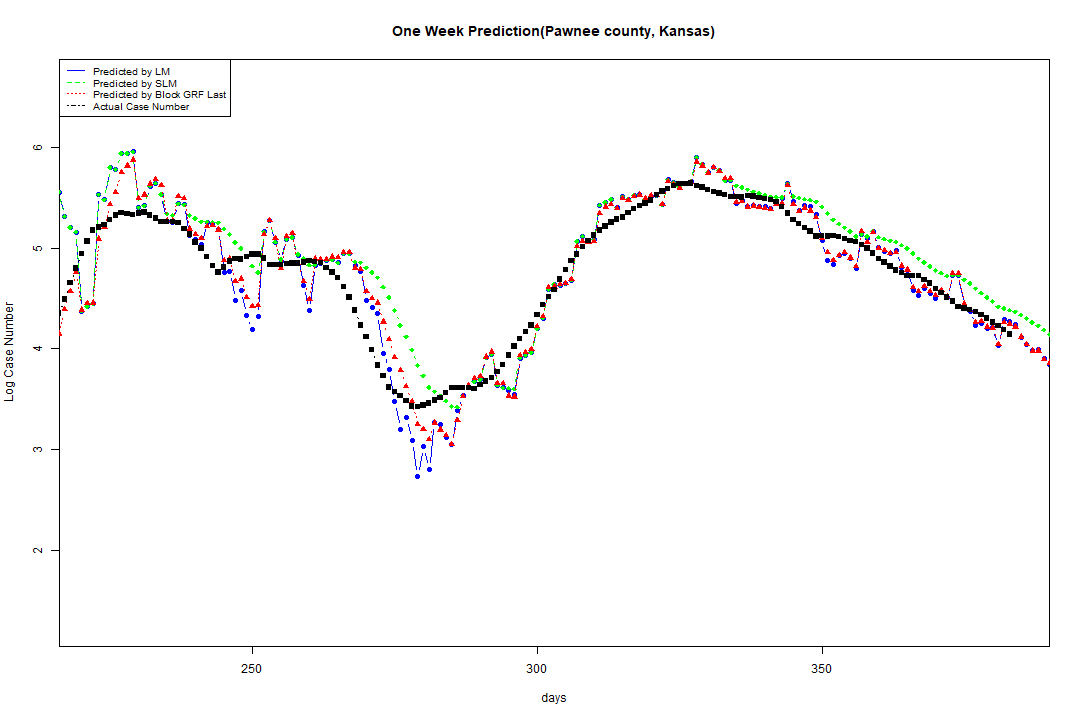 One Week Prediction(Pawnee county, Kansas)
Predicted by LM
Predicted by SLM
Predicted by Block GRF Last
Actual Case Number
6
5
4
3
2
Log Case Number
250 300 350
days